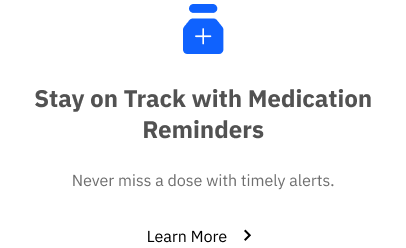 Stay on Track with Medication
Reminders
Never miss a dose with timely alerts.
Learn More